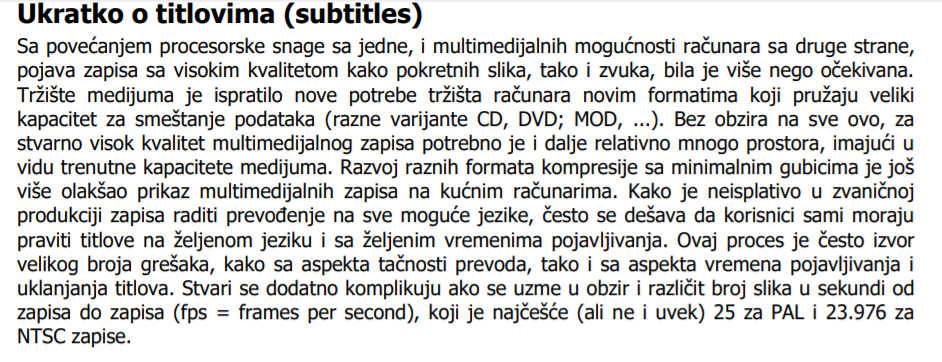 Ukratko o titlovima (subtitles)
Sa povećanjem procesorske snage sa jedne, i multimedijalnih mogućnosti računara sa druge strane,
pojava zapisa sa visokim kvalitetom kako pokretnih slika, tako i zvuka, bila je više nego očekivana.
Tržište medijuma je ispratilo nove potrebe tržišta računara novim formatima koji pružaju veliki
kapacitet za smeštanje podataka (razne varijante CD, DVD; MOD, ...). Bez obzira na sve ovo, za
stvarno visok kvalitet multimedijalnog zapisa potrebno je i dalje relativno mnogo prostora, imajući u
vidu trenutne kapacitete medijuma. Razvoj raznih formata kompresije sa minimalnim gubicima je još
više olakšao prikaz multimedijalnih zapisa na kućnim računarima. Kako je neisplativo u zvaničnoj
produkciji zapisa raditi prevođenje na sve moguće jezike, često se dešava da korisnici sami moraju
praviti titlove na željenom jeziku i sa željenim vremenima pojavljivanja. Ovaj proces je često izvor
velikog broja grešaka, kako sa aspekta tačnosti prevoda, tako i sa aspekta vremena pojavljivanja i
uklanjanja titlova. Stvari se dodatno komplikuju ako se uzme u obzir i različit broj slika u sekundi od
zapisa do zapisa (fps = frames per second), koji je najčešće (ali ne i uvek) 25 za PAL i 23.976 za
NTSC zapise.